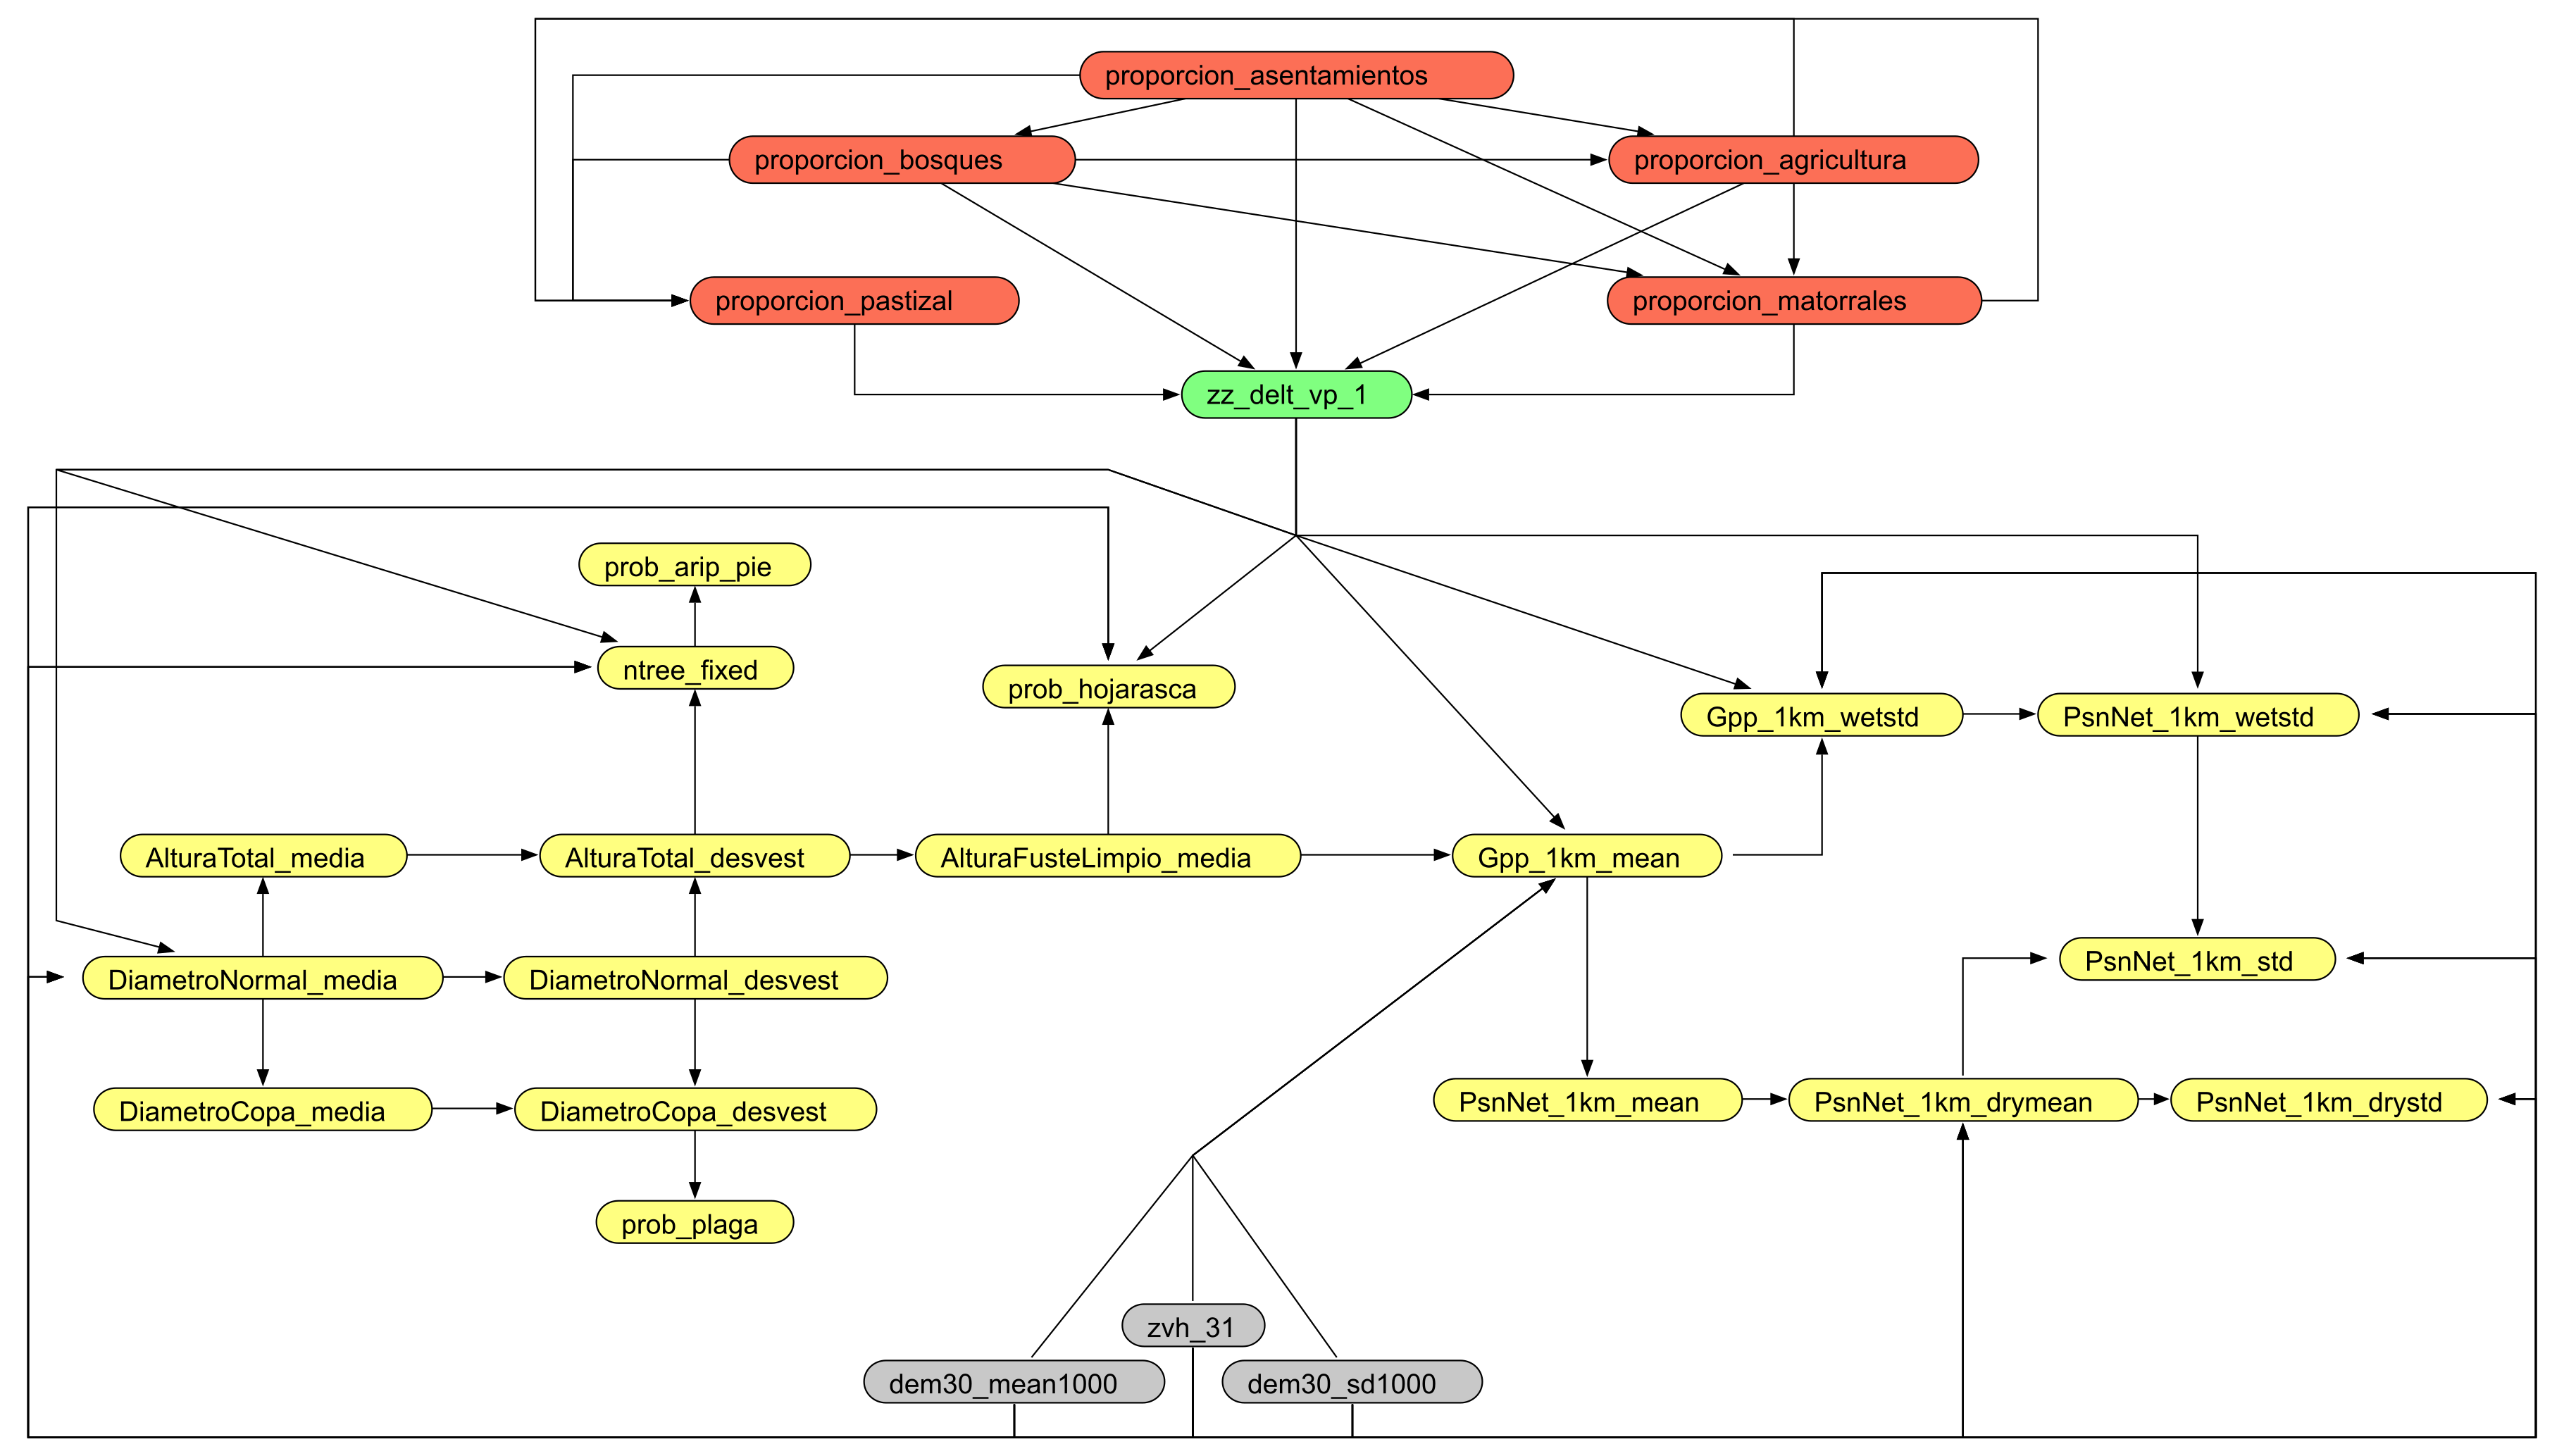 proporcion_asentamientos
proporcion_bosques
proporcion_agricultura
proporcion_pastizal
proporcion_matorrales
zz_delt_vp_1
prob_arip_pie
ntree_fixed
prob_hojarasca
Gpp_1km_wetstd
PsnNet_1km_wetstd
AlturaTotal_media
AlturaTotal_desvest
AlturaFusteLimpio_media
Gpp_1km_mean
PsnNet_1km_std
DiametroNormal_media
DiametroNormal_desvest
PsnNet_1km_mean
PsnNet_1km_drymean
PsnNet_1km_drystd
DiametroCopa_media
DiametroCopa_desvest
prob_plaga
zvh_31
dem30_mean1000
dem30_sd1000